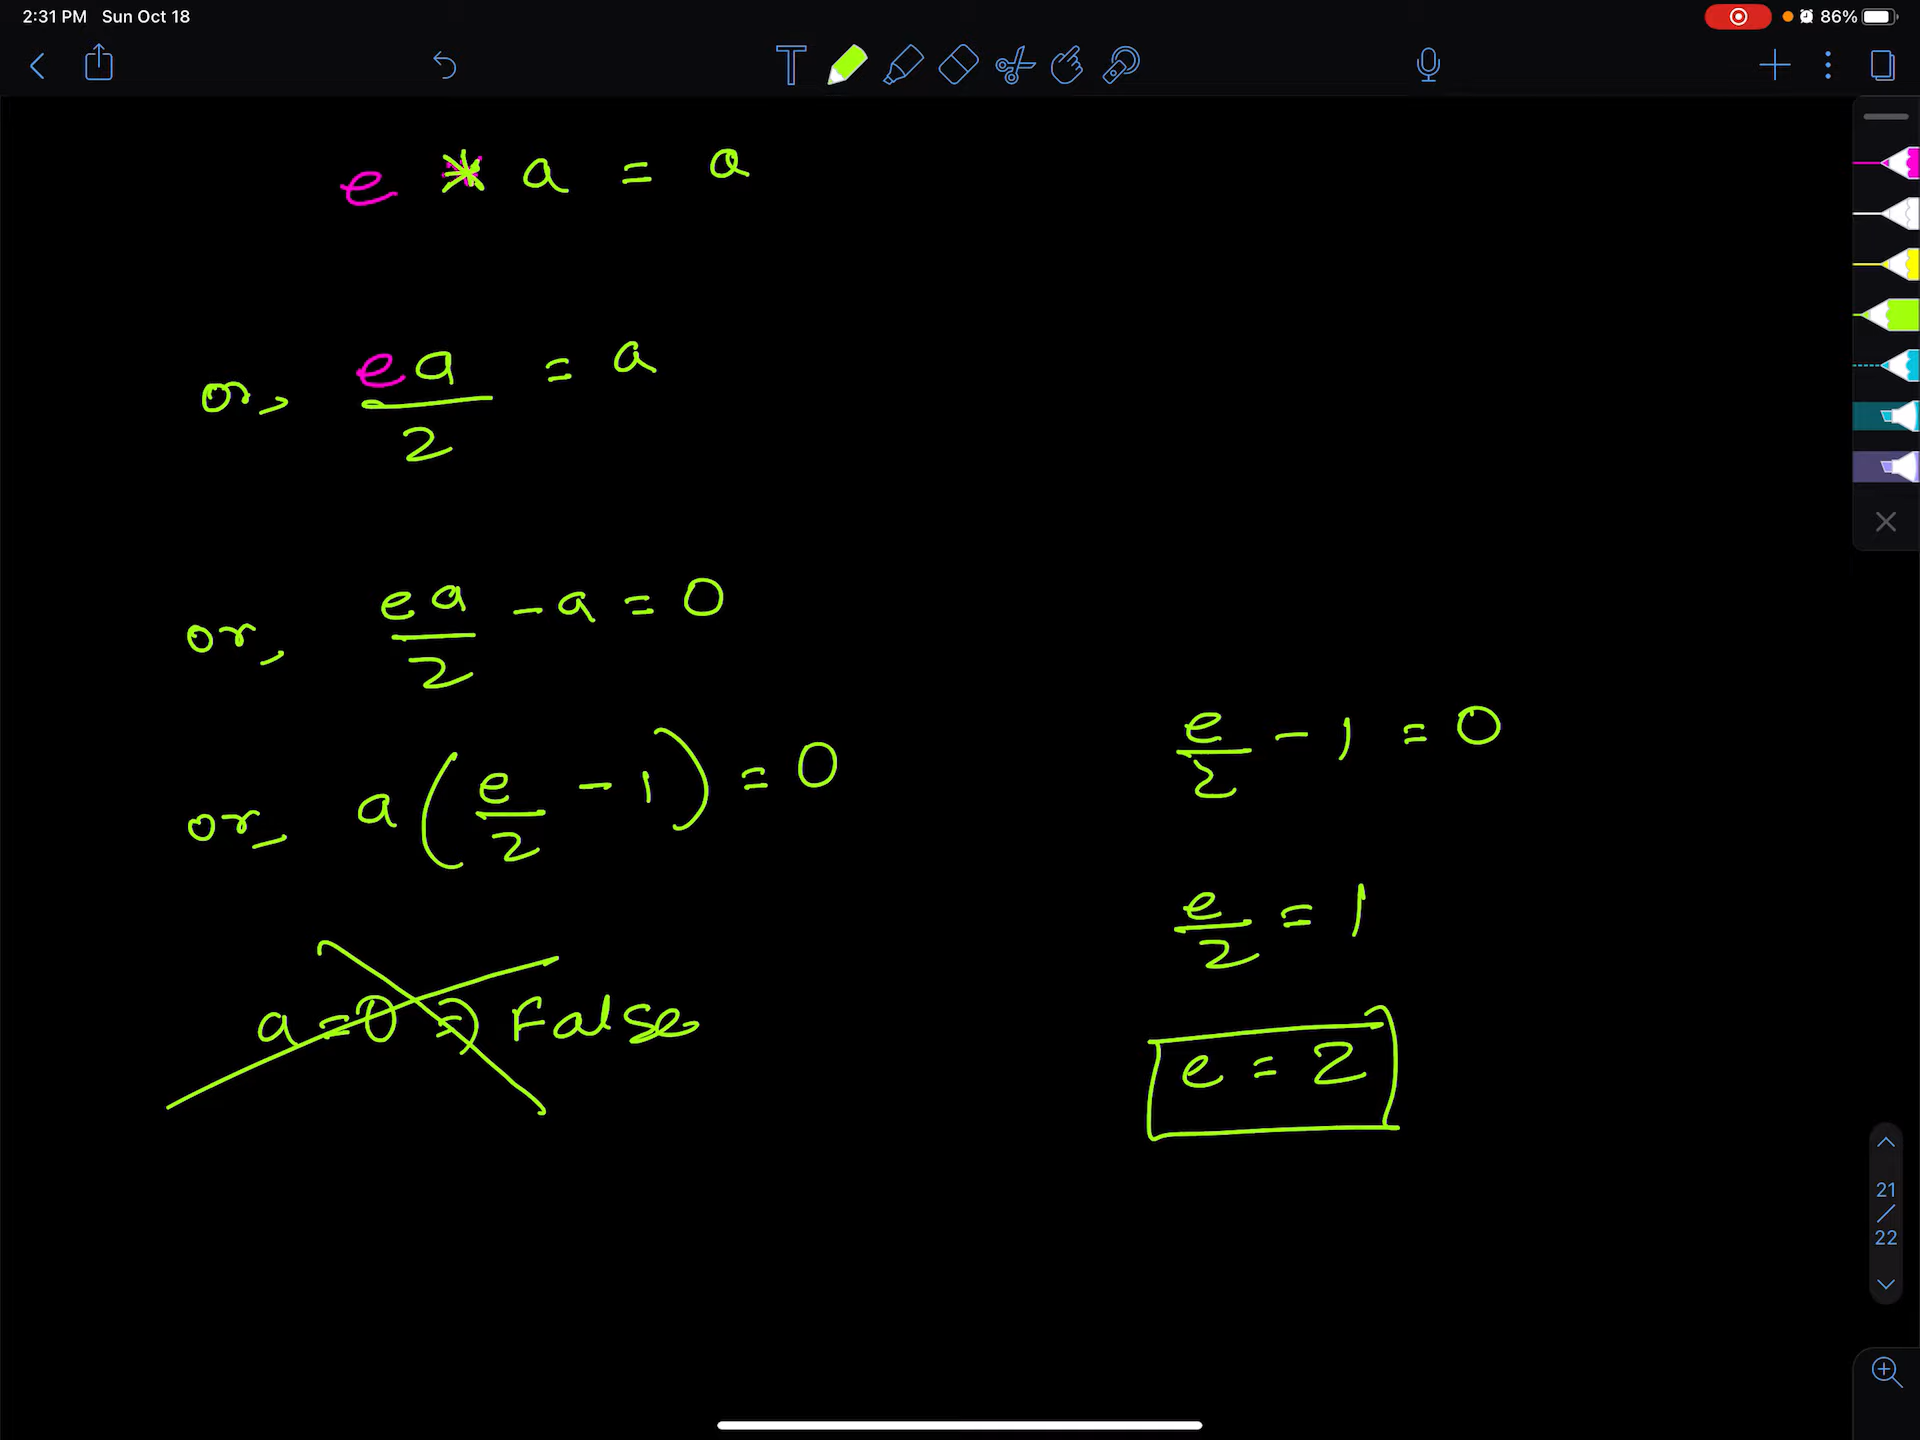 2:31 PM Sun Oct 18
86%
T
e * a = a
or, ea/2 = a
or, ea/2 - a = 0
or, a(e/2 - 1) = 0
a = 0 => False
e/2 - 1 = 0
e/2 = 1
e = 2
21
/
22